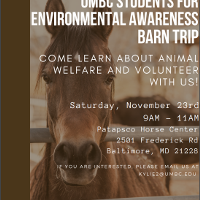 UMBC STUDENTS FOR
ENVIRONMENTAL AWARENESS
BARN TRIP
COME LEARN ABOUT ANIMAL
WELFARE AND VOLUNTEER
WITH US!
Saturday, November 23rd
9AM - 11AM
Patapsco Horse Center
2501 Frederick Rd
Baltimore, MD 21228
IF YOU ARE INTERESTED, PLEASE EMAIL US AT
KYLIE2@UMBC.EDU